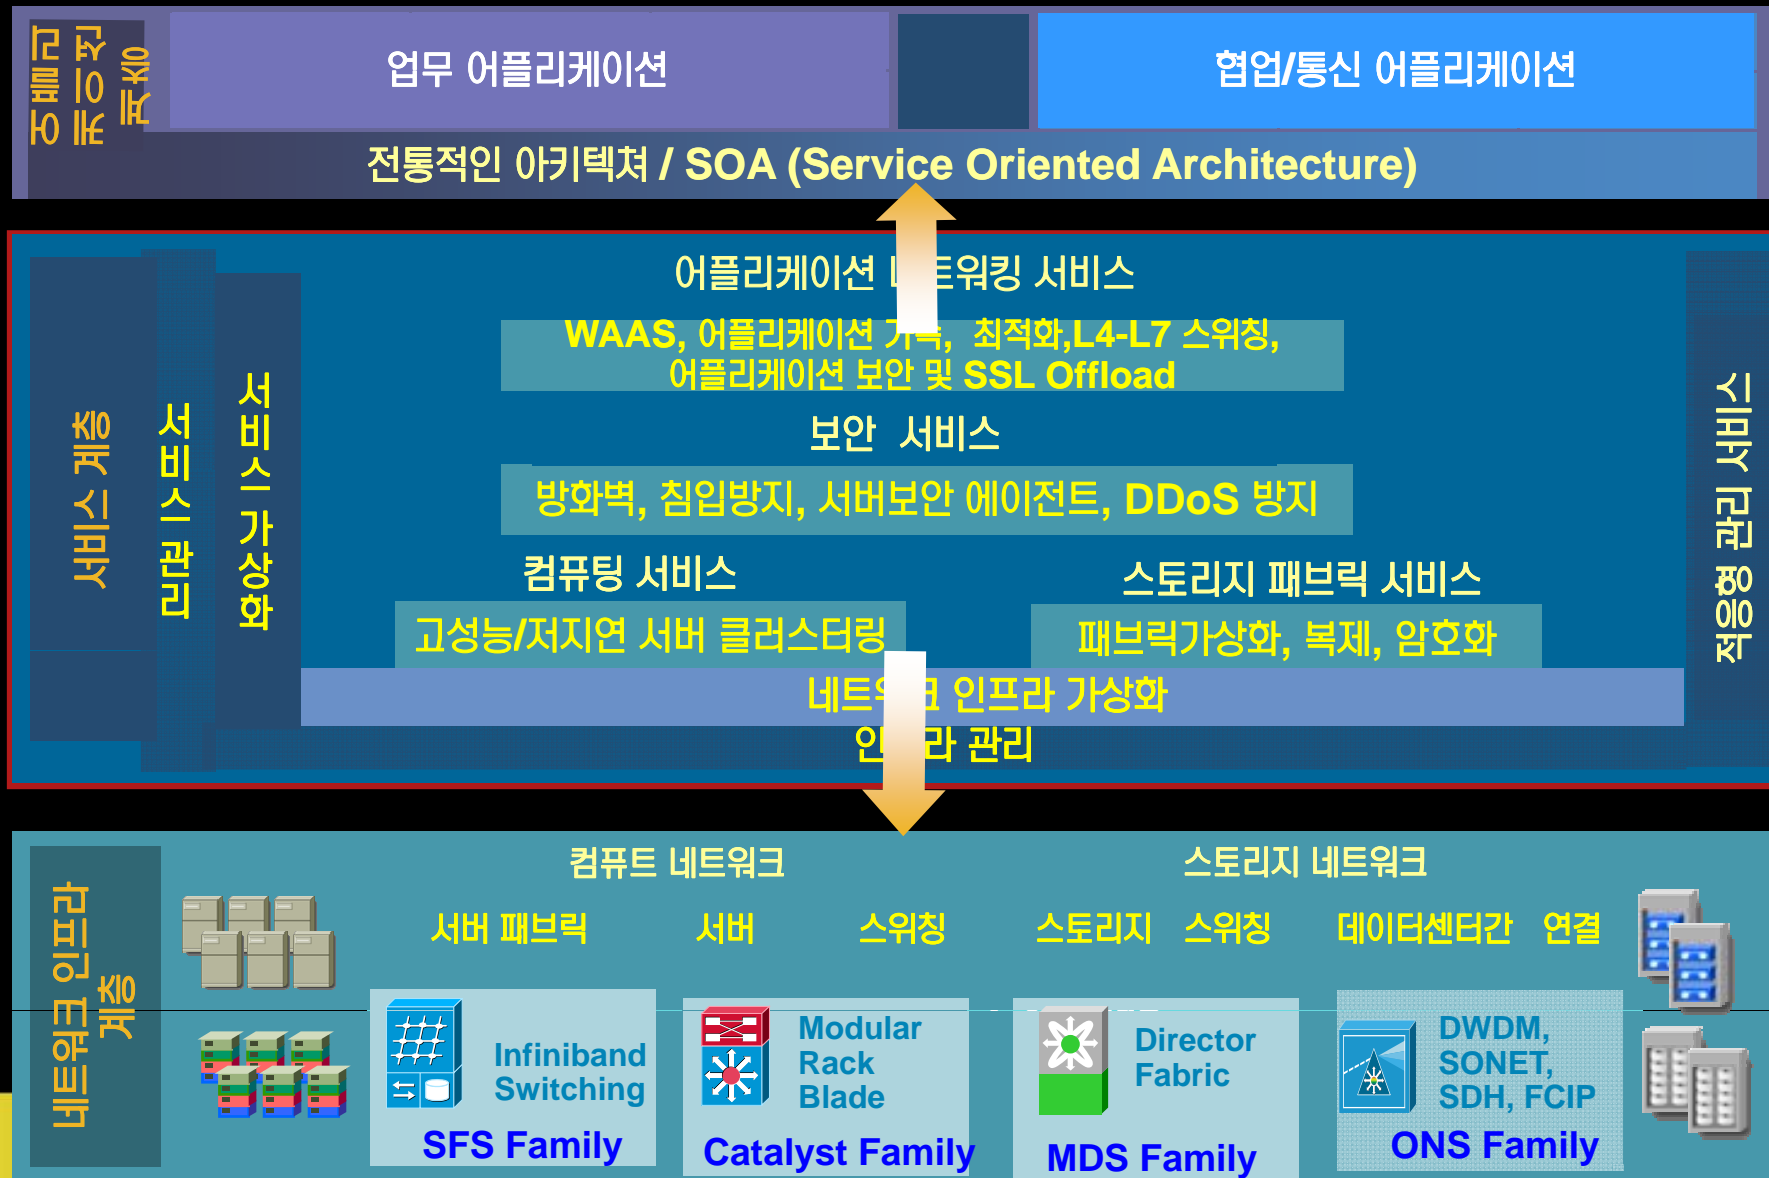 어플리
케이션
계층
업무 어플리케이션
협업/통신 어플리케이션
전통적인 아키텍쳐 / SOA (Service Oriented Architecture)
서비스 계층
서비스 관리
서비스 가상화
어플리케이션 네트워킹 서비스
WAAS, 어플리케이션 가속, 최적화,L4-L7 스위칭,
어플리케이션 보안 및 SSL Offload
보안 서비스
방화벽, 침입방지, 서버보안 에이전트, DDoS 방지
컴퓨팅 서비스
고성능/저지연 서버 클러스터링
스토리지 패브릭 서비스
패브릭가상화, 복제, 암호화
네트워크 인프라 가상화
인프라 관리
적응형 관리 서비스
네트워크 인프라
계층
컴퓨트 네트워크
스토리지 네트워크
서버 패브릭
서버 스위칭
스토리지 스위칭
데이터센터간 연결
Infiniband
Switching
SFS Family
Modular
Rack
Blade
Catalyst Family
Director
Fabric
MDS Family
DWDM,
SONET,
SDH, FCIP
ONS Family